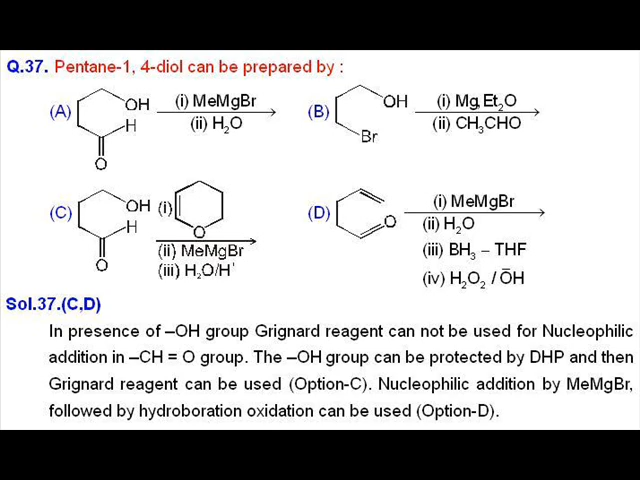 Q.37. Pentane-1, 4-diol can be prepared by :
(A) OH H O (i) MeMgBr (ii) H₂O
(B) OH Br (i) Mg, Et₂O (ii) CH₃CHO
(C) OH H O (i) O (ii) MeMgBr (iii) H₂O/H⁺
(D) O (i) MeMgBr (ii) H₂O (iii) BH₃ – THF (iv) H₂O₂ / ŌH
Sol.37.(C,D)
In presence of –OH group Grignard reagent can not be used for Nucleophilic
addition in –CH = O group. The –OH group can be protected by DHP and then
Grignard reagent can be used (Option-C). Nucleophilic addition by MeMgBr,
followed by hydroboration oxidation can be used (Option-D).